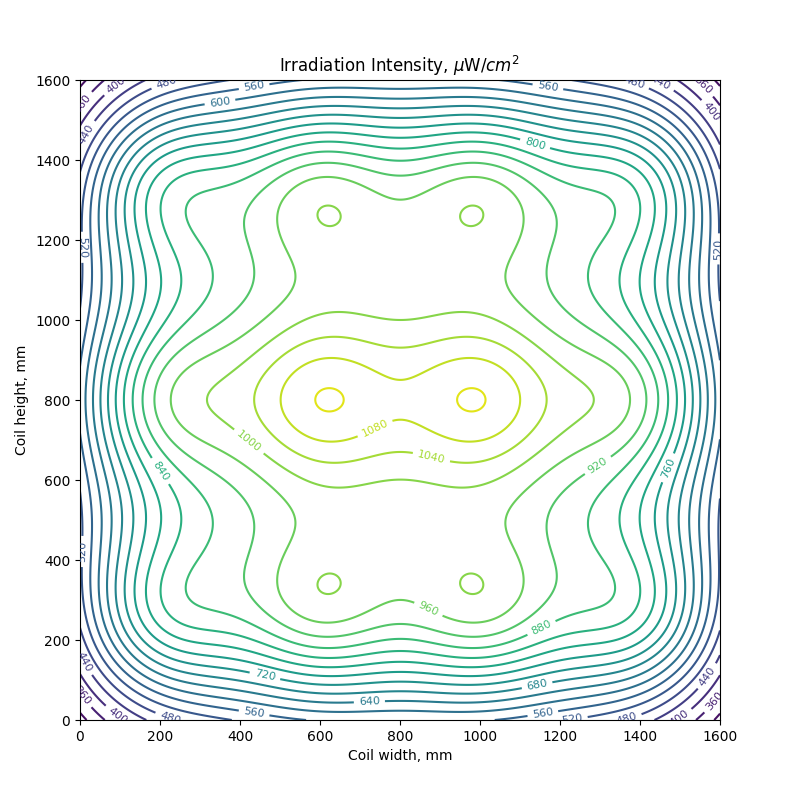 Irradiation Intensity, μW/cm²
Coil height, mm
1600
1400
1200
1000
800
600
400
200
0
0 200 400 600 800 1000 1200 1400 1600
Coil width, mm
400 480 560 560 480
600
400
440
800
520 520
1080
1000 1040
840 920 760
960
880
720 680
440 640 440
360 360
400 480 560 560 520 480 400